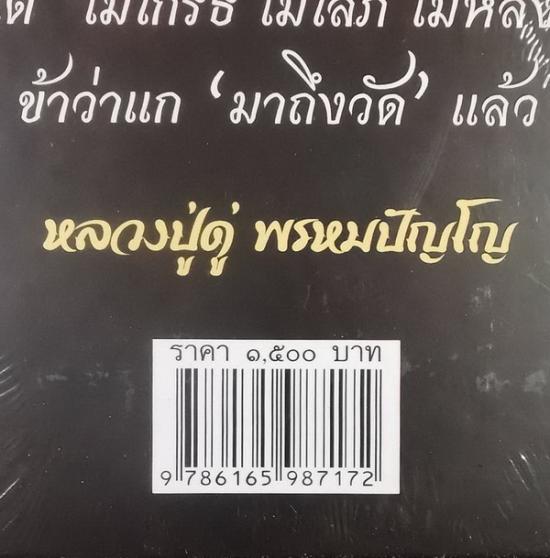 ไม่โกรธ ไม่โลภ ไม่หลง
ข้าว่าแก ‘มาถึงวัด’ แล้ว
หลวงปู่ดู่ พรหมปัญโญ
ราคา ๑,๕๐๐ บาท
9 786165 987172